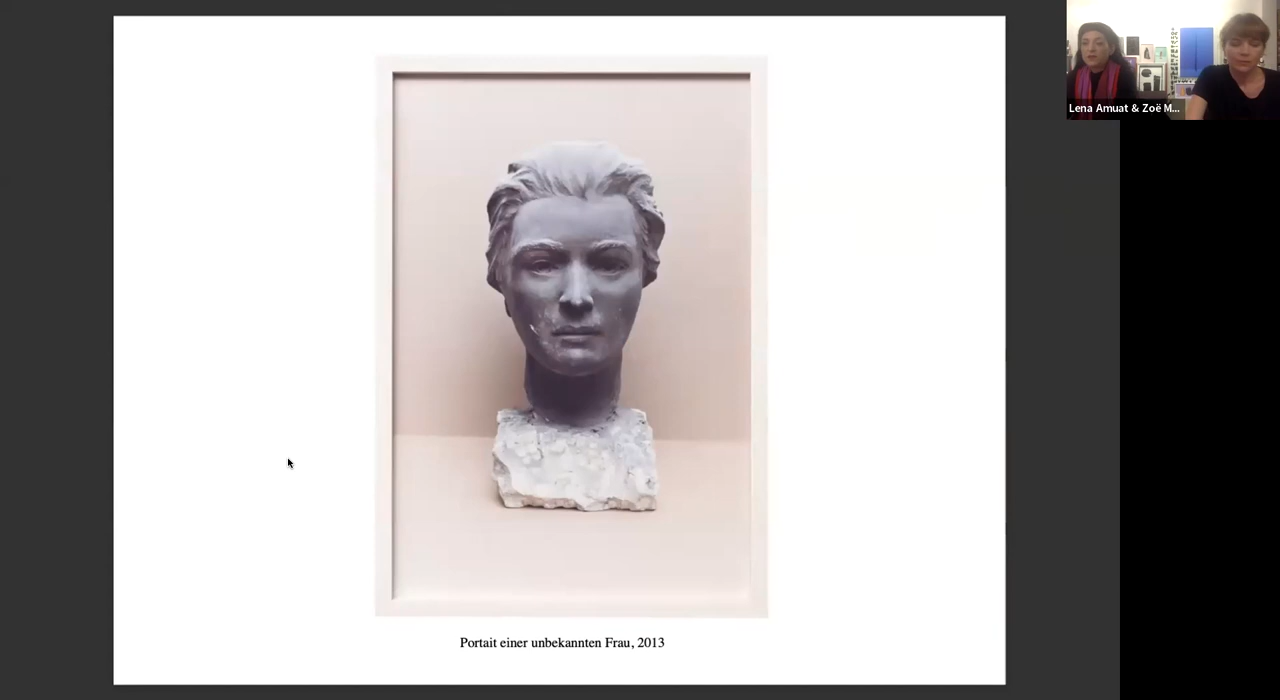 Lena Amuat & Zoë M...
Portait einer unbekannten Frau, 2013